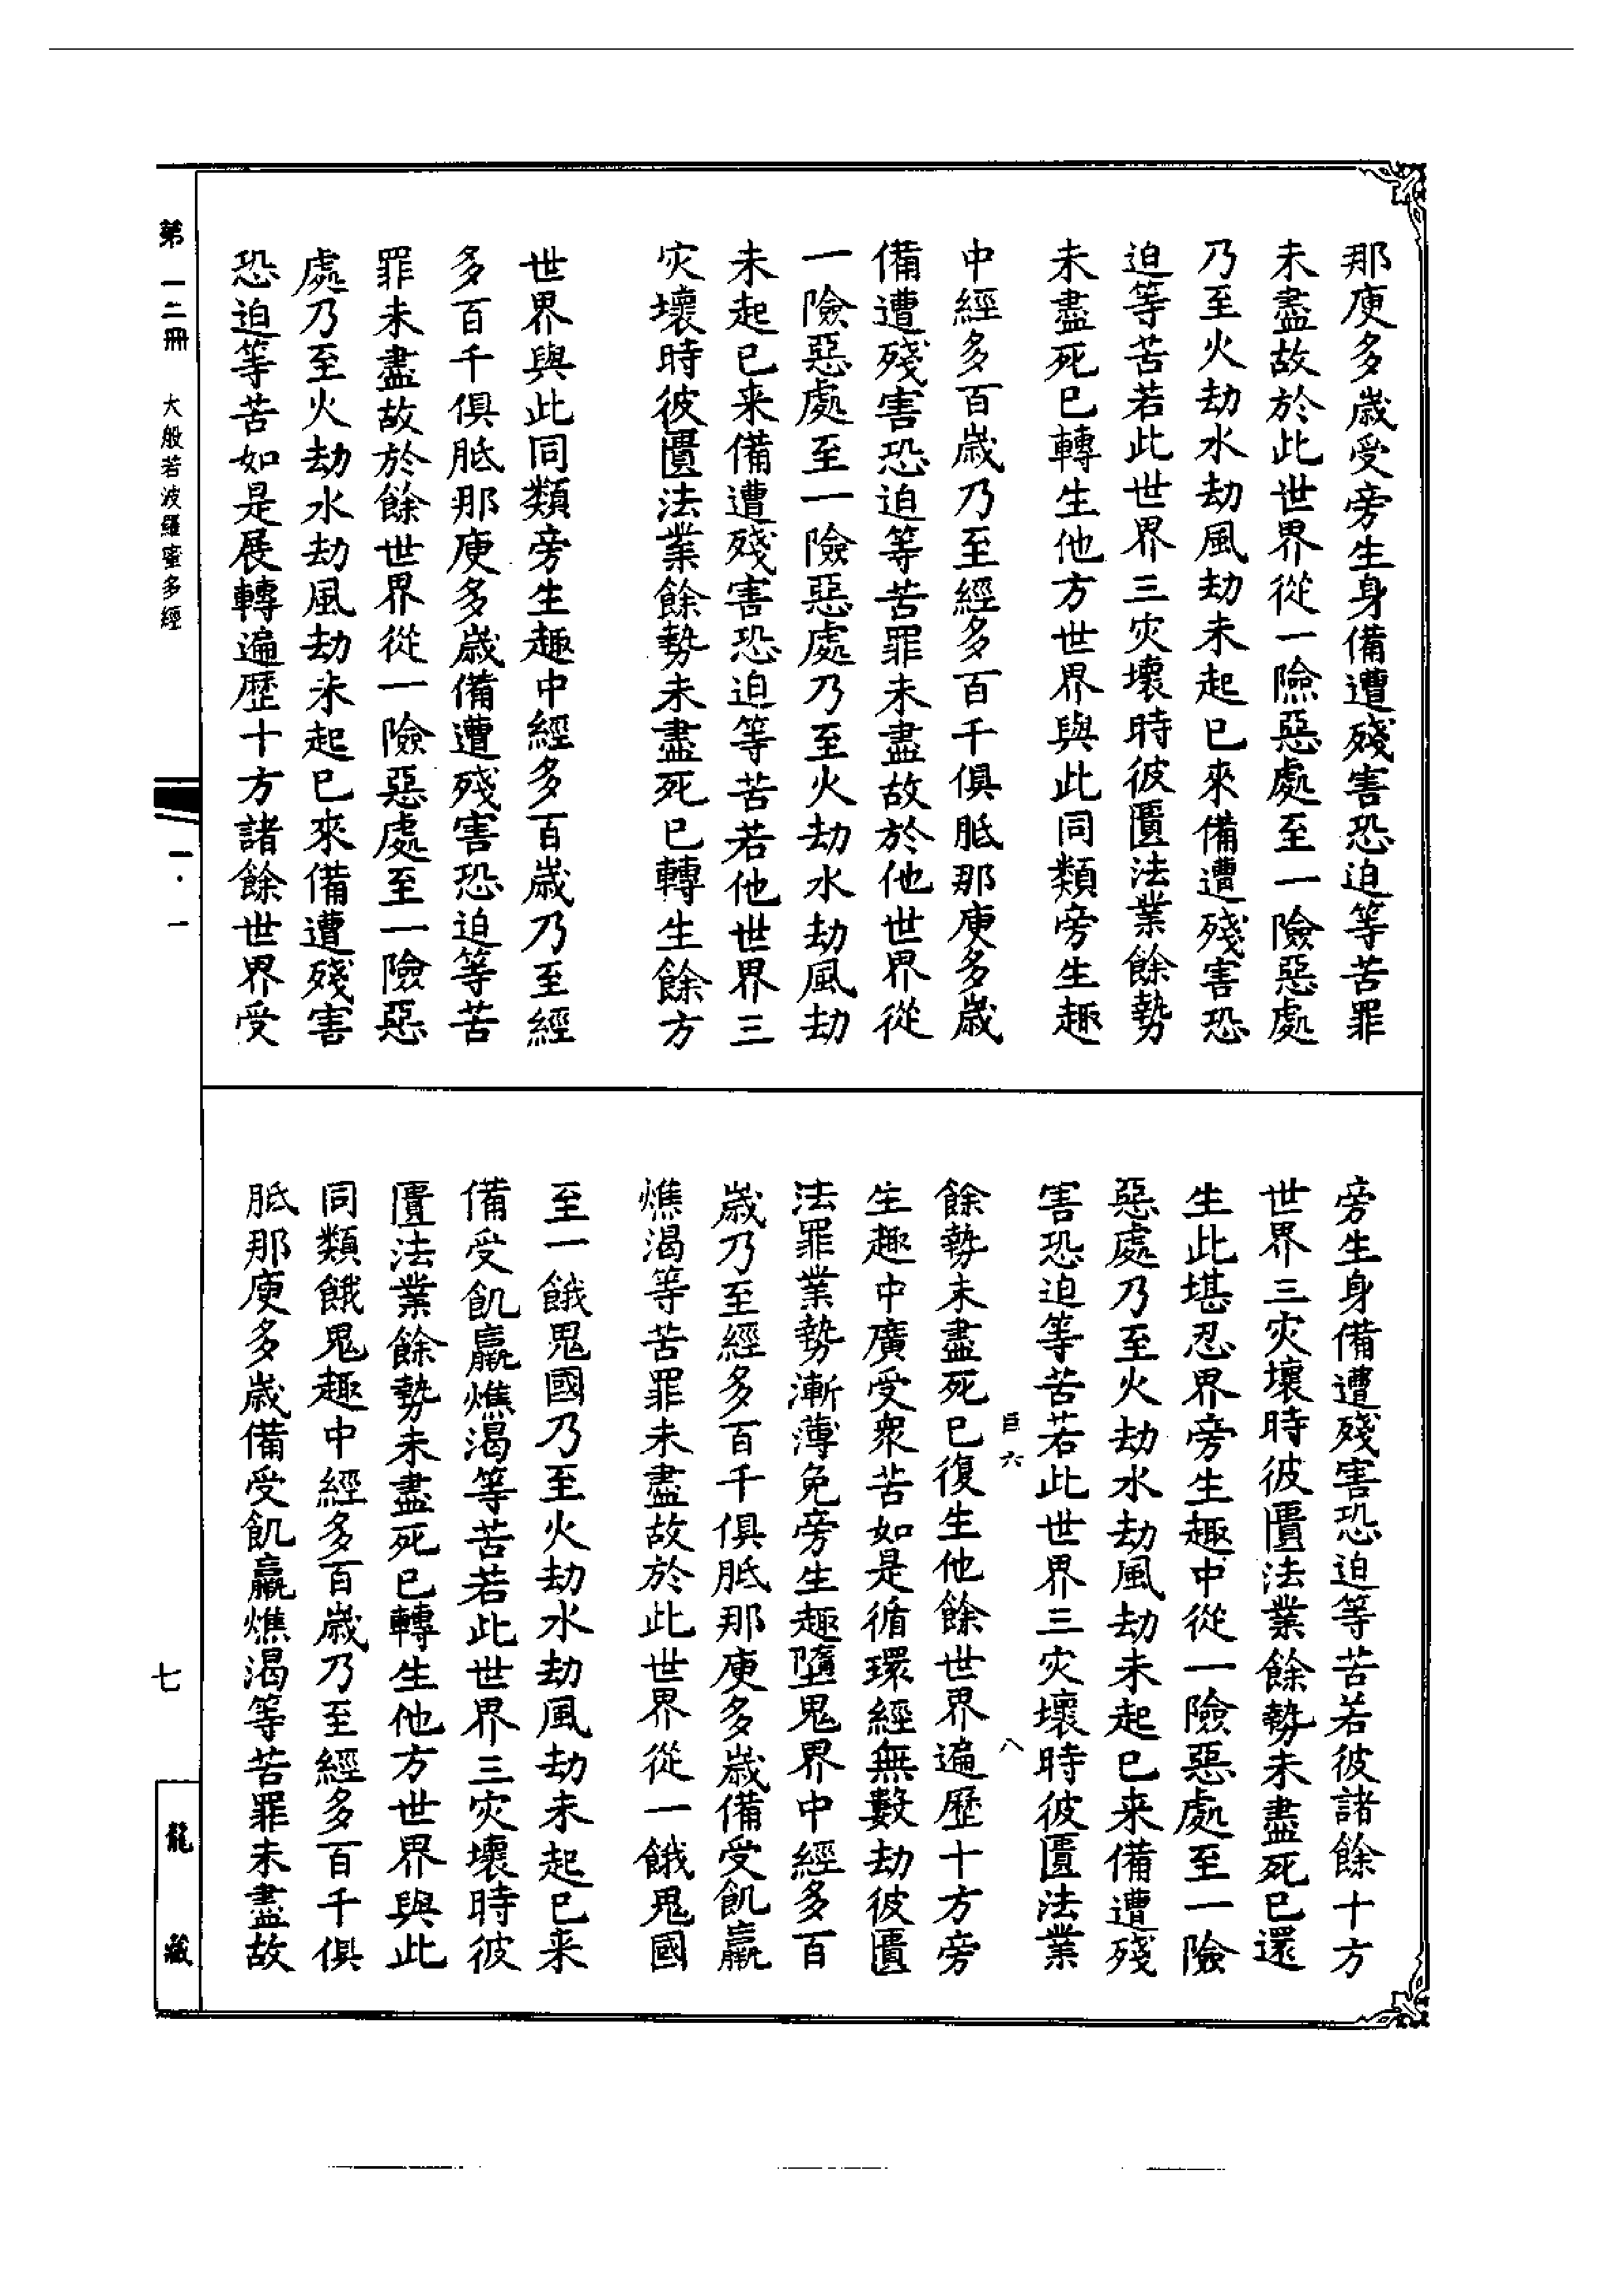 那庾多歲受旁生身備遭殘害恐迫等苦罪
未盡故於此世界從一險惡處至一險惡處
乃至火劫水劫風劫未起已來備遭殘害恐
迫等苦若此世界三灾壞時彼匱法業餘勢
未盡死已轉生他方世界與此同類旁生趣
中經多百歲乃至經多百千俱胝那庾多歲
備遭殘害恐迫等苦罪未盡故於他世界從
一險惡處至一險惡處乃至火劫水劫風劫
未起已来備遭殘害恐迫等苦若他世界三
灾壞時彼匱法業餘勢未盡死已轉生餘方
世界與此同類旁生趣中經多百歲乃至經
多百千俱胝那庾多歲備遭殘害恐迫等苦
罪未盡故於餘世界從一險惡處至一險惡
處乃至火劫水劫風劫未起已來備遭殘害
恐迫等苦如是展轉遍歷十方諸餘世界受
旁生身備遭殘害恐迫等苦若彼諸餘十方
世界三灾壞時彼匱法業餘勢未盡死已還
生此堪忍界旁生趣中從一險惡處至一險
惡處乃至火劫水劫風劫未起已来備遭殘
害恐迫等苦若此世界三灾壞時彼匱法業
巨六 八
餘勢未盡死已復生他餘世界遍歷十方旁
生趣中廣受衆苦如是循環經無數劫彼匱
法罪業勢漸薄免旁生趣墮鬼界中經多百
歲乃至經多百千俱胝那庾多歲備受飢羸
燋渴等苦罪未盡故於此世界從一餓鬼國
至一餓鬼國乃至火劫水劫風劫未起已来
備受飢羸燋渴等苦若此世界三灾壞時彼
匱法業餘勢未盡死已轉生他方世界與此
同類餓鬼趣中經多百歲乃至經多百千俱
胝那庾多歲備受飢羸燋渴等苦罪未盡故
第一二冊 大般若波羅蜜多經 一·一 七 龍藏